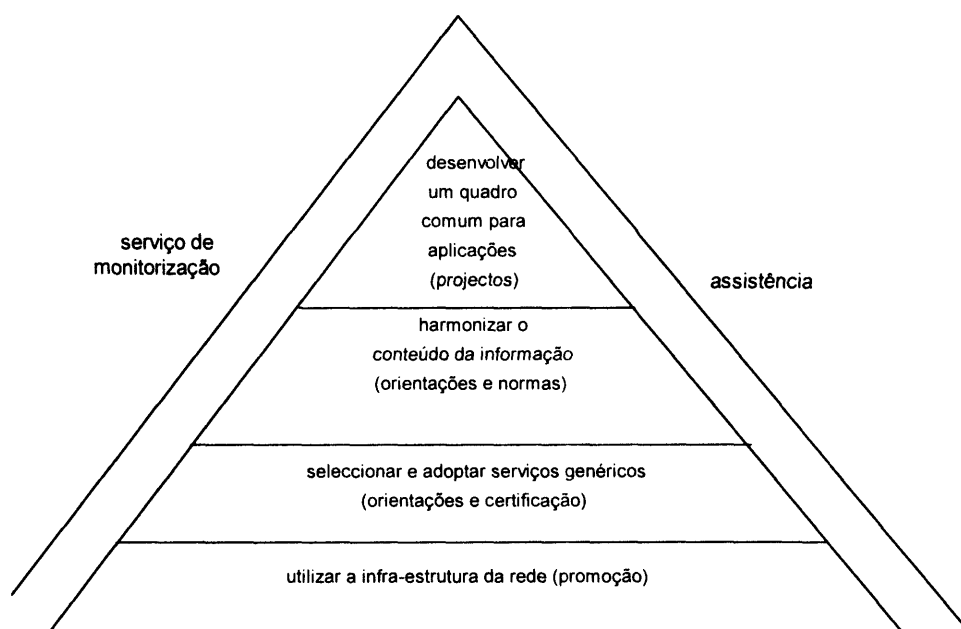 desenvolver
um quadro
comum para
aplicações
(projectos)
serviço de
monitorização
assistência
harmonizar o
conteúdo da informação
(orientações e normas)
seleccionar e adoptar serviços genéricos
(orientações e certificação)
utilizar a infra-estrutura da rede (promoção)